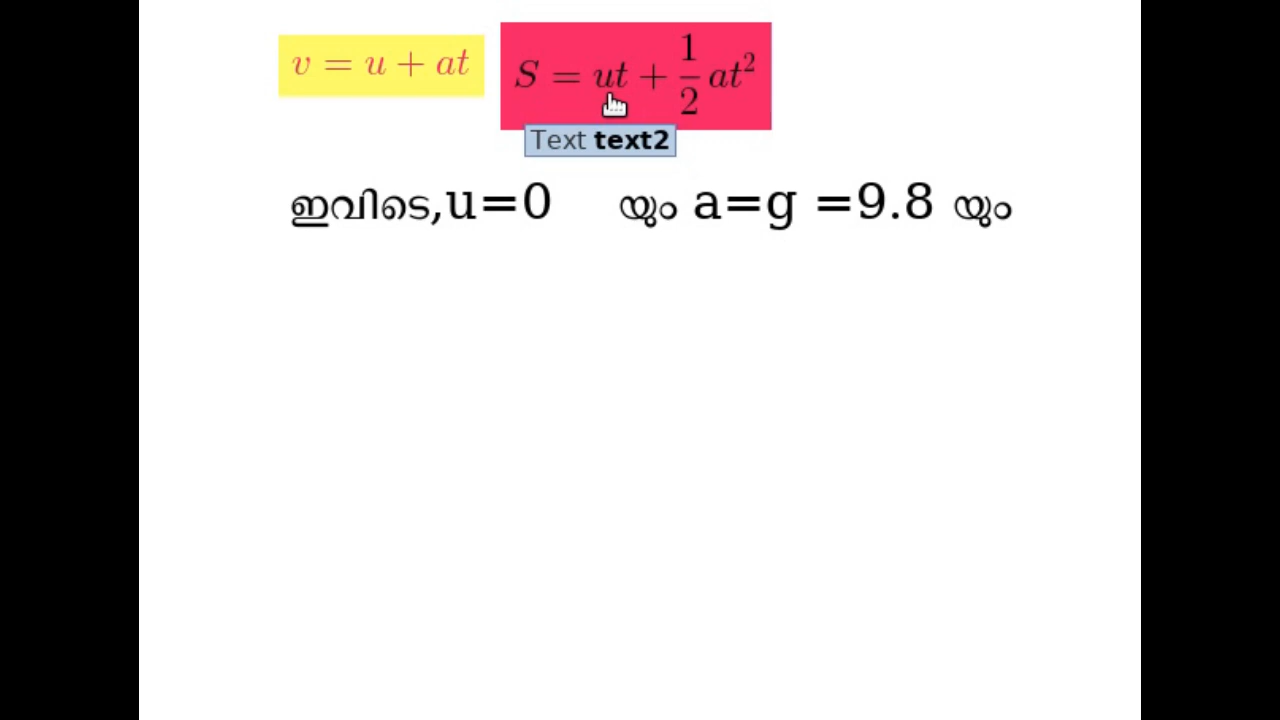 v = u + at
S = ut + 1/2 at²
Text text2
ഇവിടെ,u=0 യും a=g =9.8 യും